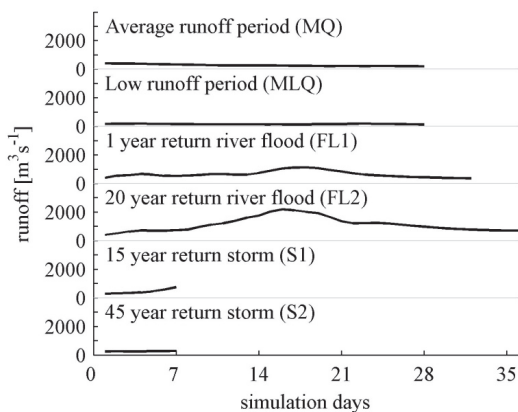 Average runoff period (MQ)
2000
0
Low runoff period (MLQ)
2000
0
1 year return river flood (FL1)
2000
0
20 year return river flood (FL2)
2000
0
15 year return storm (S1)
2000
0
45 year return storm (S2)
2000
0
runoff [m³s⁻¹]
0 7 14 21 28 35
simulation days